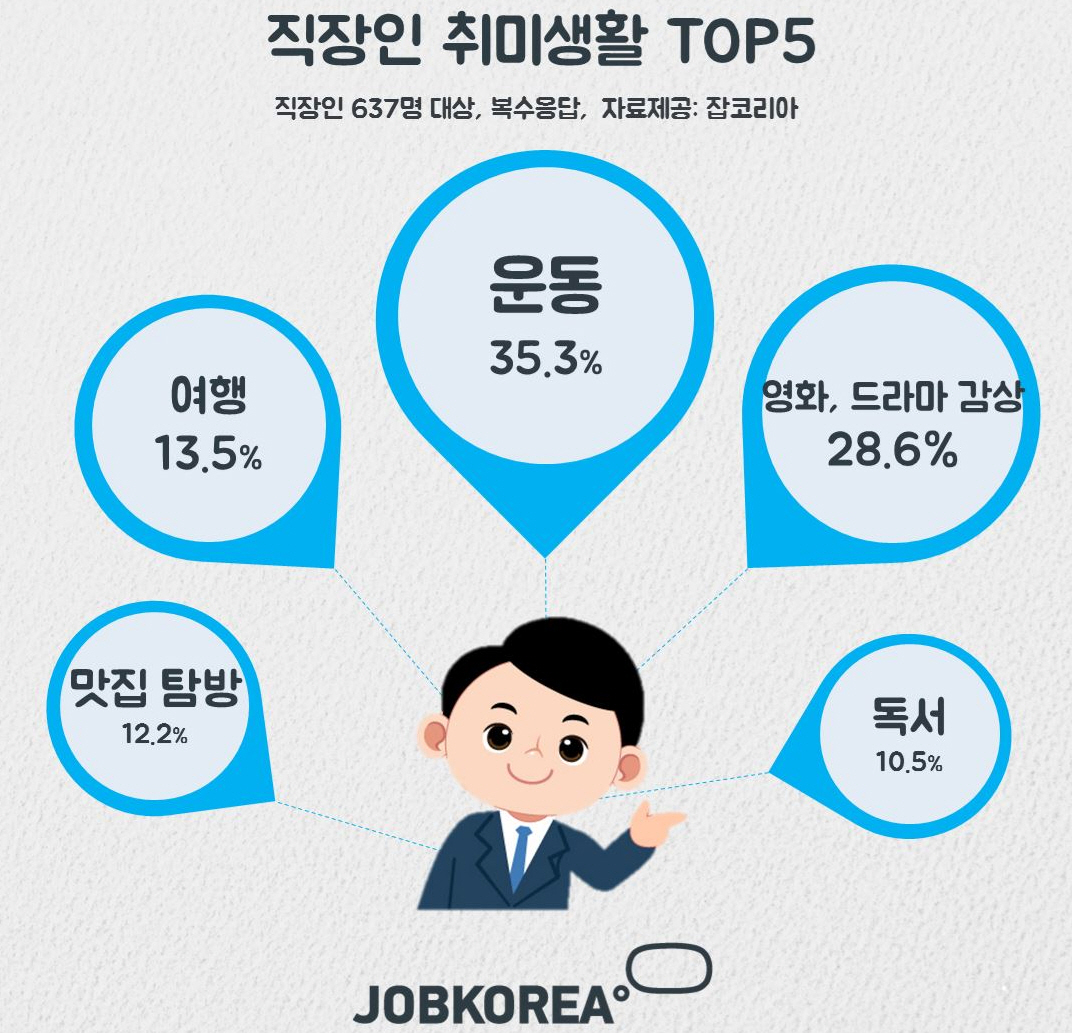 직장인 취미생활 TOP5
직장인 637명 대상, 복수응답, 자료제공: 잡코리아
운동
35.3%
여행
13.5%
영화, 드라마 감상
28.6%
맛집 탐방
12.2%
독서
10.5%
JOBKOREA